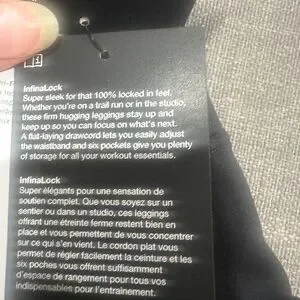 InfinaLock
Super sleek for that 100% locked in feel.
Whether you're on a trail run or in the studio,
these firm hugging leggings stay up and
keep up so you can focus on what's next.
A flat-laying drawcord lets you easily adjust
the waistband and six pockets give you plenty
of storage for all your workout essentials.
InfinaLock
Super élégants pour une sensation de
soutien complet. Que vous soyez sur un
sentier ou dans un studio, ces leggings
offrant une étreinte ferme restent bien en
place et vous permettent de vous concentrer
sur ce qui s'en vient. Le cordon plat vous
permet de régler facilement la ceinture et les
six poches vous offrent suffisamment
d'espace de rangement pour tous vos
indispensables pour l'entraînement.